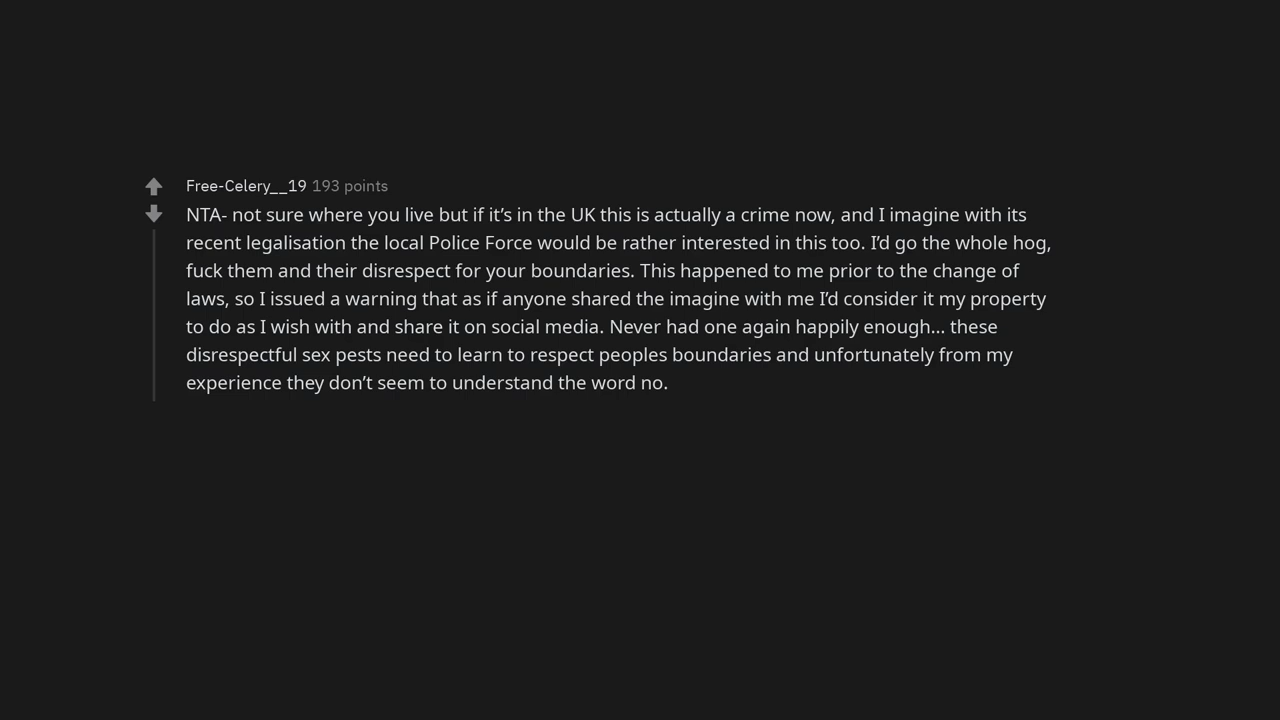 Free-Celery__19 193 points
NTA- not sure where you live but if it’s in the UK this is actually a crime now, and I imagine with its
recent legalisation the local Police Force would be rather interested in this too. I’d go the whole hog,
fuck them and their disrespect for your boundaries. This happened to me prior to the change of
laws, so I issued a warning that as if anyone shared the imagine with me I’d consider it my property
to do as I wish with and share it on social media. Never had one again happily enough... these
disrespectful sex pests need to learn to respect peoples boundaries and unfortunately from my
experience they don’t seem to understand the word no.